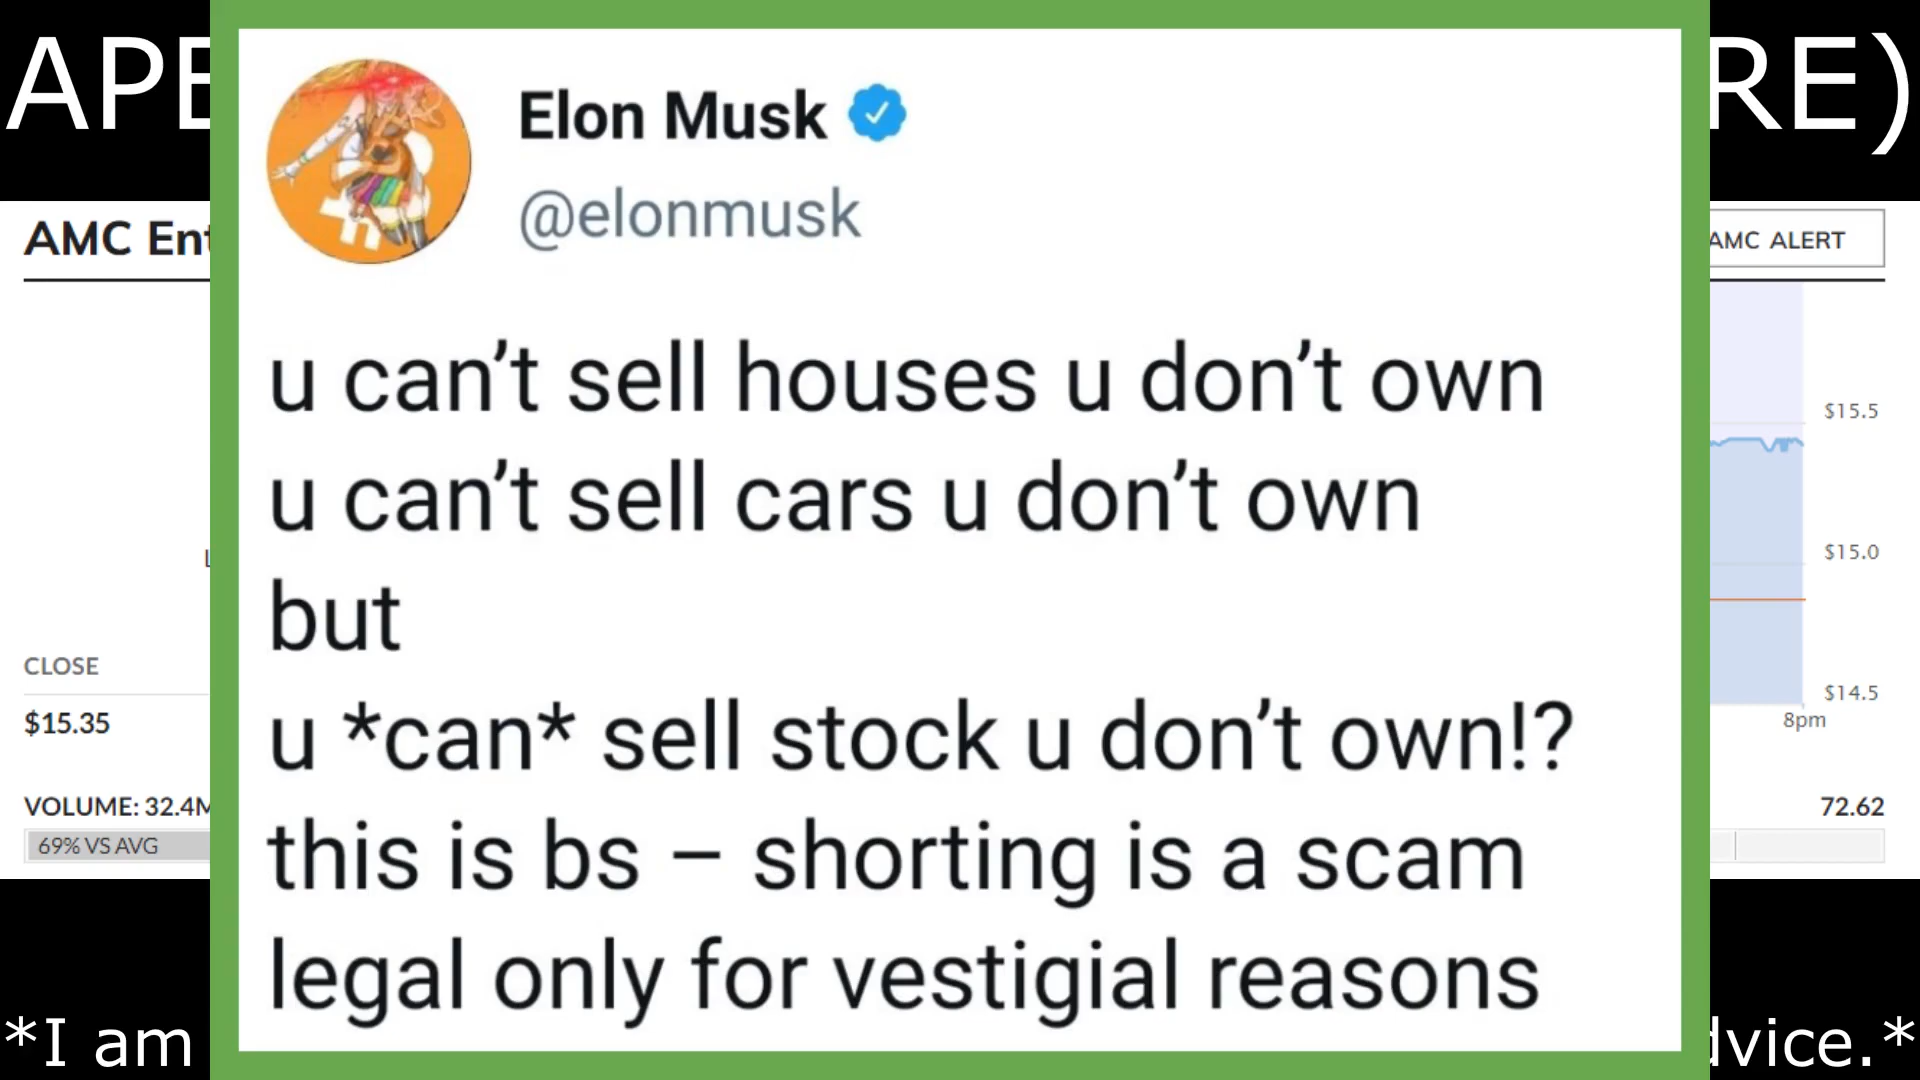 APE
RE)
Elon Musk
@elonmusk
u can’t sell houses u don’t own
u can’t sell cars u don’t own
but
u *can* sell stock u don’t own!?
this is bs – shorting is a scam
legal only for vestigial reasons
AMC Ent
AMC ALERT
$15.5
$15.0
$14.5
8pm
CLOSE
$15.35
VOLUME: 32.4M
72.62
69% VS AVG
*I am
dvice.*